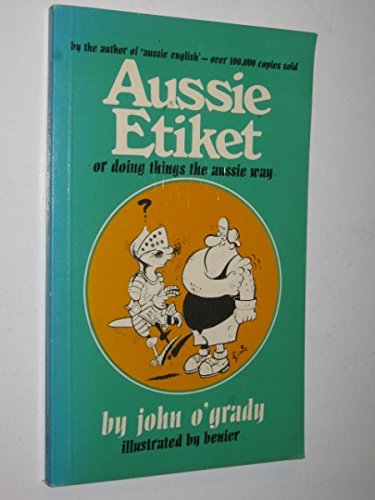 by the author of 'aussie english' – over 100,000 copies sold
Aussie
Etiket
or doing things the aussie way
?
by john o'grady
illustrated by benier